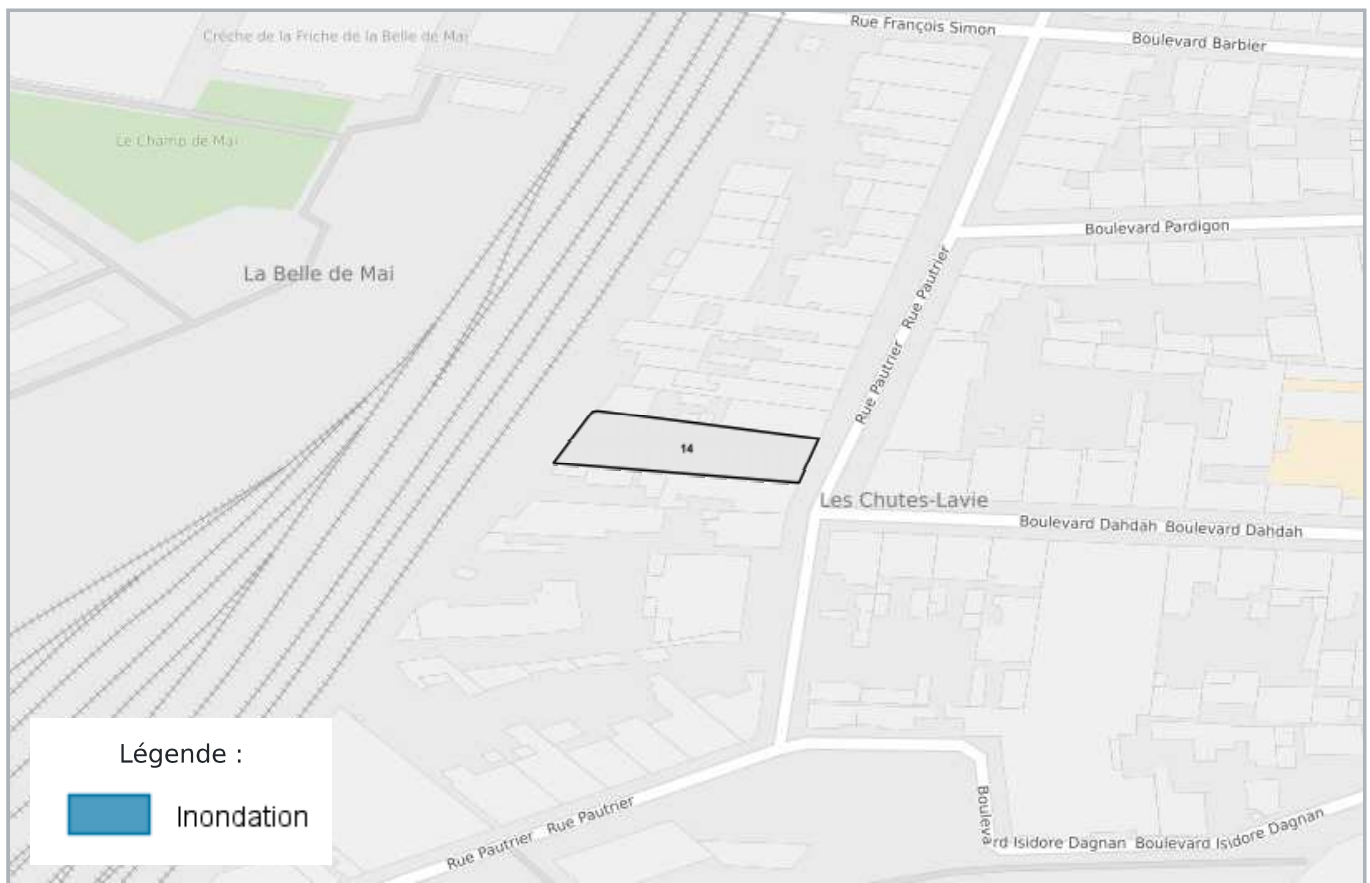 Rue François Simon
Boulevard Barbier
Crèche de la Friche de la Belle de Mai
Le Champ de Mai
Boulevard Pardigon
La Belle de Mai
Rue Pautrier Rue Pautrier
14
Les Chutes-Lavie
Boulevard Dahdah Boulevard Dahdah
Légende :
Inondation
Rue Pautrier Rue Pautrier
Boulevard Isidore Dagnan Boulevard Isidore Dagnan